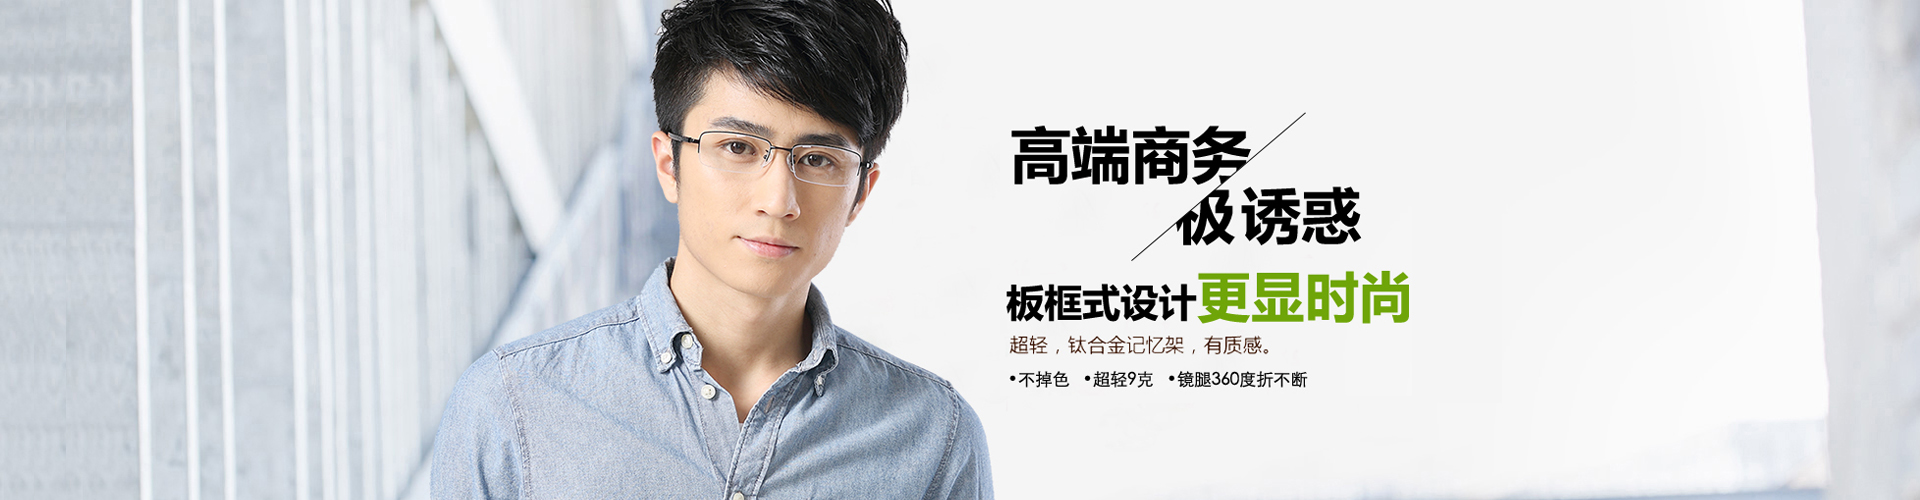 高端商务
极诱惑
板框式设计更显时尚
超轻，钛合金记忆架，有质感。
•不掉色 •超轻9克 •镜腿360度折不断